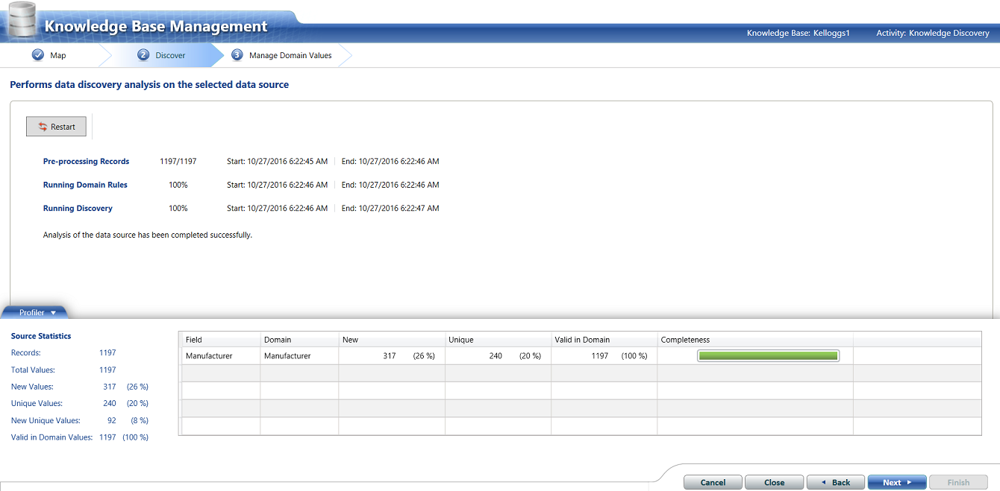 Knowledge Base Management
Knowledge Base: Kelloggs1 Activity: Knowledge Discovery
Map 2 Discover 3 Manage Domain Values
Performs data discovery analysis on the selected data source
Restart
Pre-processing Records 1197/1197 Start: 10/27/2016 6:22:45 AM End: 10/27/2016 6:22:46 AM
Running Domain Rules 100% Start: 10/27/2016 6:22:46 AM End: 10/27/2016 6:22:46 AM
Running Discovery 100% Start: 10/27/2016 6:22:46 AM End: 10/27/2016 6:22:47 AM
Analysis of the data source has been completed successfully.
Profiler
Source Statistics
Records: 1197
Total Values: 1197
New Values: 317 (26 %)
Unique Values: 240 (20 %)
New Unique Values: 92 (8 %)
Valid in Domain Values: 1197 (100 %)
Field Domain New Unique Valid in Domain Completeness
Manufacturer Manufacturer 317 (26 %) 240 (20 %) 1197 (100 %)
Cancel Close Back Next Finish